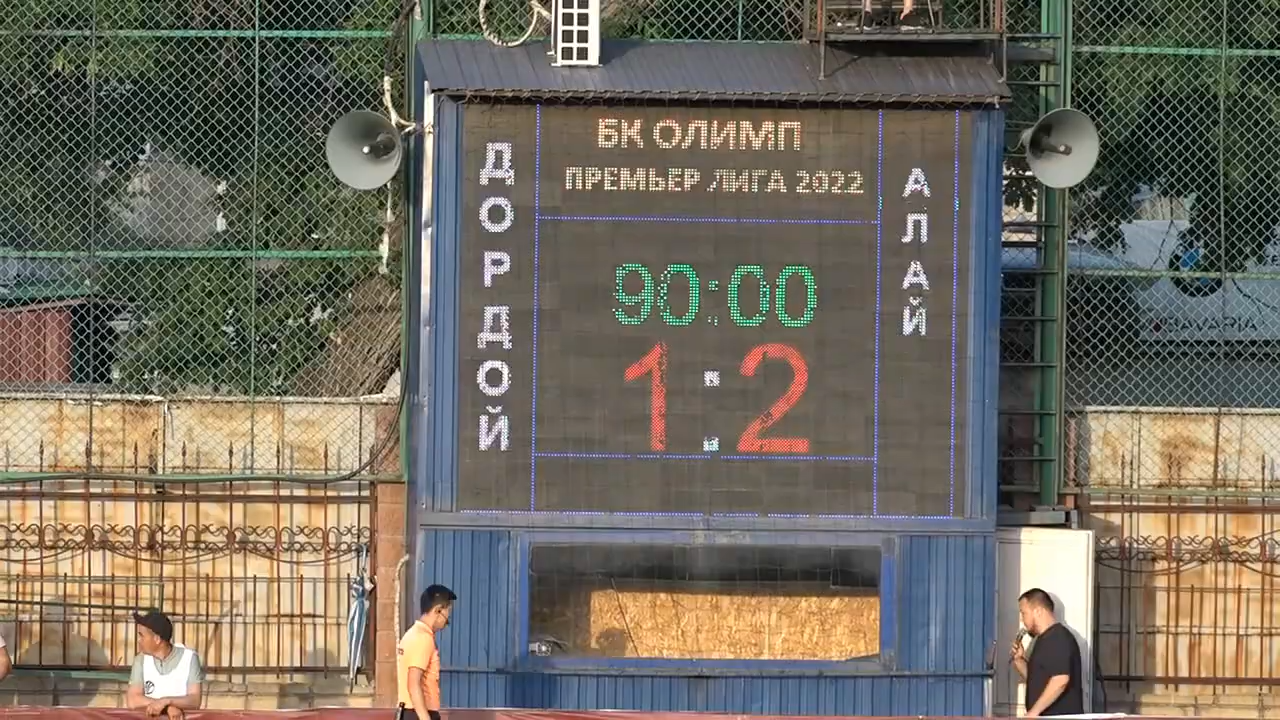 БК ОЛИМП
ПРЕМЬЕР ЛИГА 2022
ДОРДОЙ
АЛАЙ
90:00
1:2